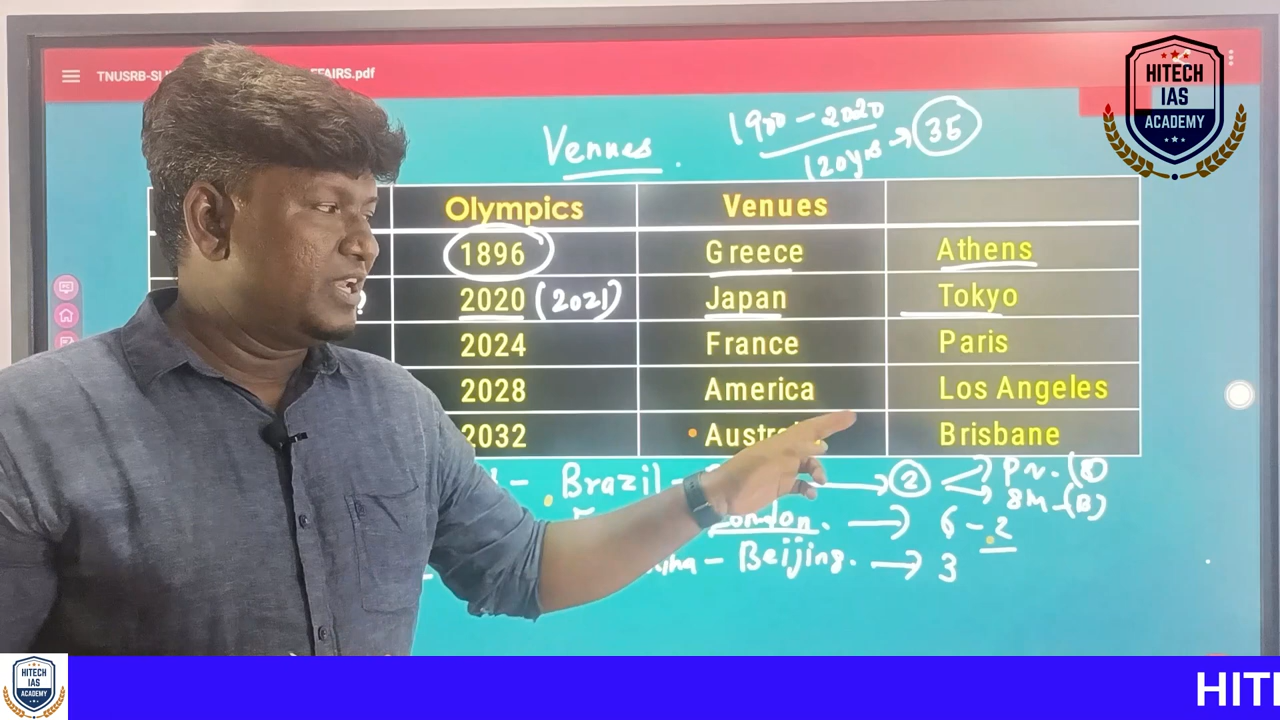 TNUSRB-SI
FFAIRS.pdf
HITECH
IAS
ACADEMY
Venues.
1900 - 2020
120yrs → 35
Olympics Venues
1896 Greece Athens
? 2020 (2021) Japan Tokyo
2024 France Paris
2028 America Los Angeles
2032 Brisbane
- Brazil - → 2
London. → 6 - 2
- Beijing. → 3
HITECH
IAS
ACADEMY